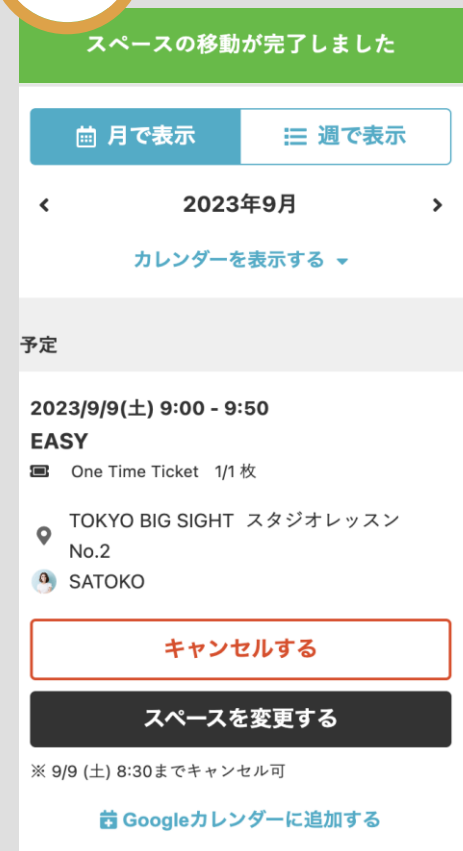 スペースの移動が完了しました
月で表示
週で表示
2023年9月
カレンダーを表示する
予定
2023/9/9(土) 9:00 - 9:50
EASY
One Time Ticket 1/1 枚
TOKYO BIG SIGHT スタジオレッスン
No.2
SATOKO
キャンセルする
スペースを変更する
※ 9/9 (土) 8:30までキャンセル可
Googleカレンダーに追加する